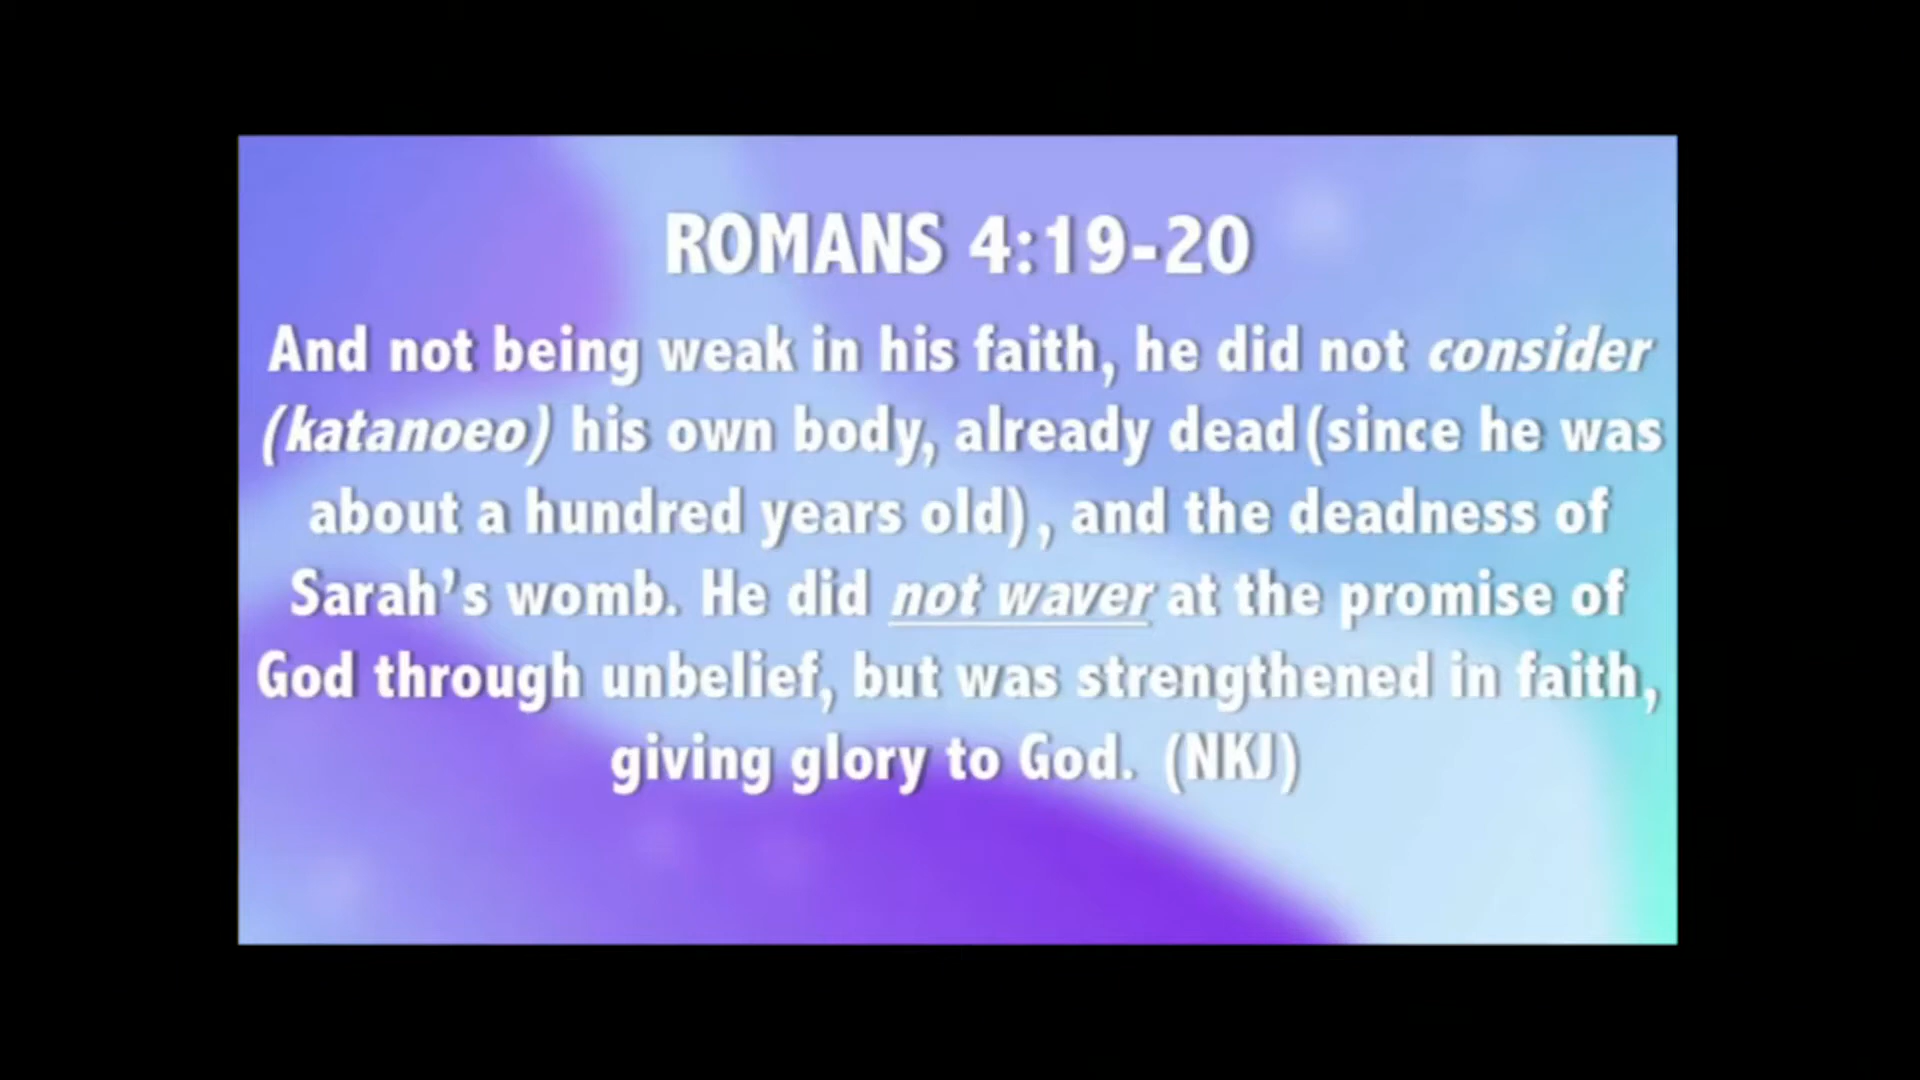 ROMANS 4:19-20
And not being weak in his faith, he did not consider
(katanoeo) his own body, already dead (since he was
about a hundred years old), and the deadness of
Sarah’s womb. He did not waver at the promise of
God through unbelief, but was strengthened in faith,
giving glory to God. (NKJ)